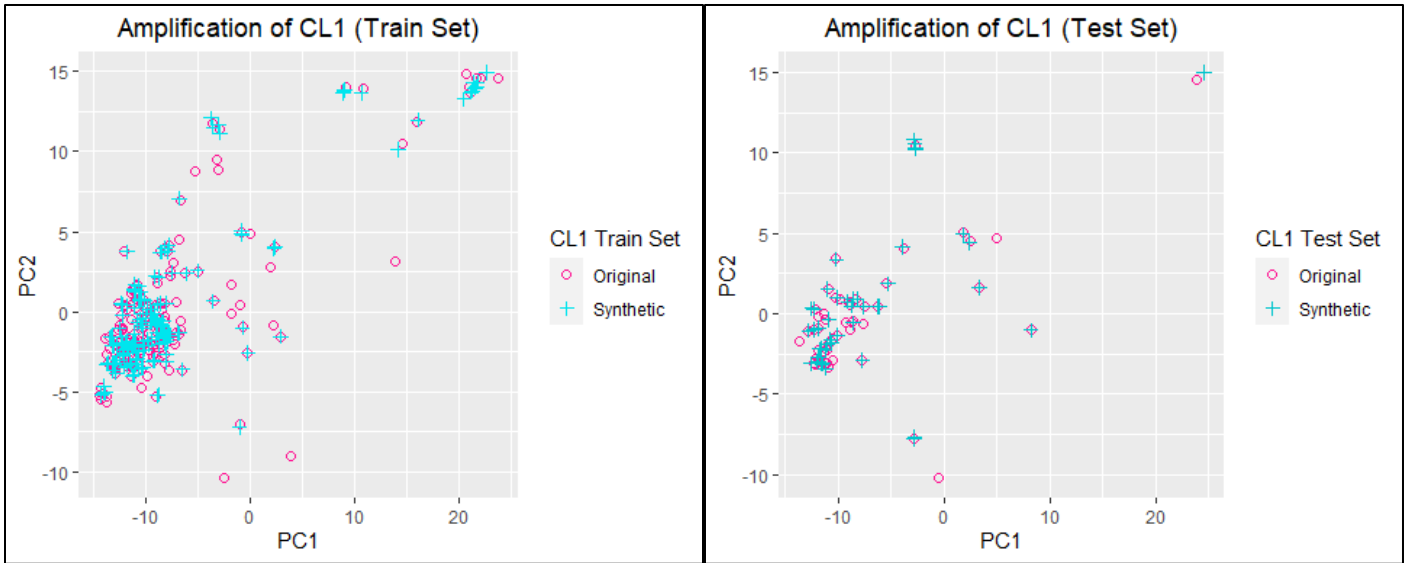 Amplification of CL1 (Train Set)
15
10
5
0
-5
-10
PC2
-10 0 10 20
PC1
CL1 Train Set
Original
Synthetic
Amplification of CL1 (Test Set)
15
10
5
0
-5
-10
PC2
-10 0 10 20
PC1
CL1 Test Set
Original
Synthetic